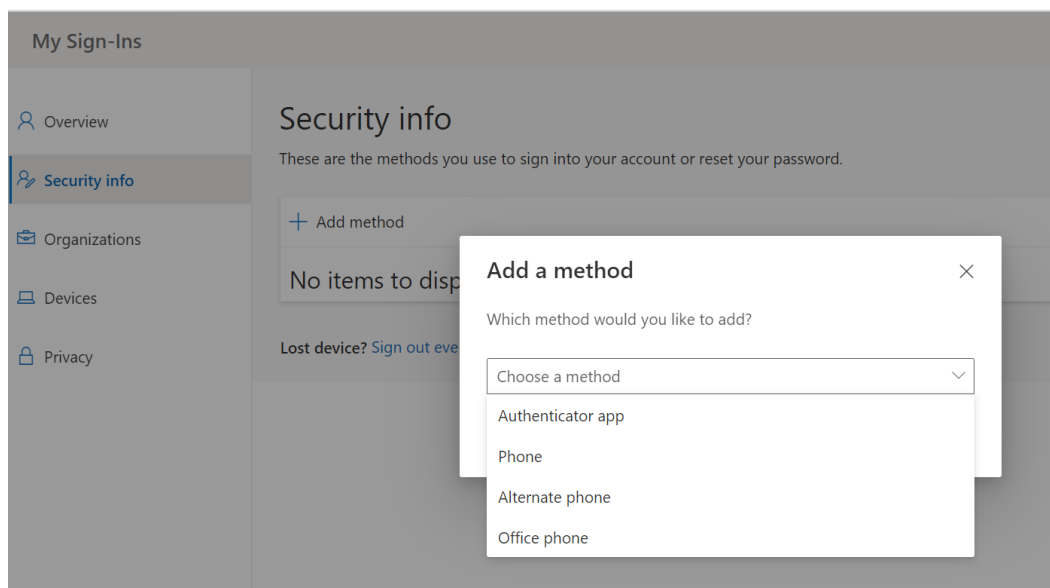 My Sign-Ins
Overview
Security info
Organizations
Devices
Privacy
Security info
These are the methods you use to sign into your account or reset your password.
Add method
No items to disp
Lost device? Sign out eve
Add a method
Which method would you like to add?
Choose a method
Authenticator app
Phone
Alternate phone
Office phone